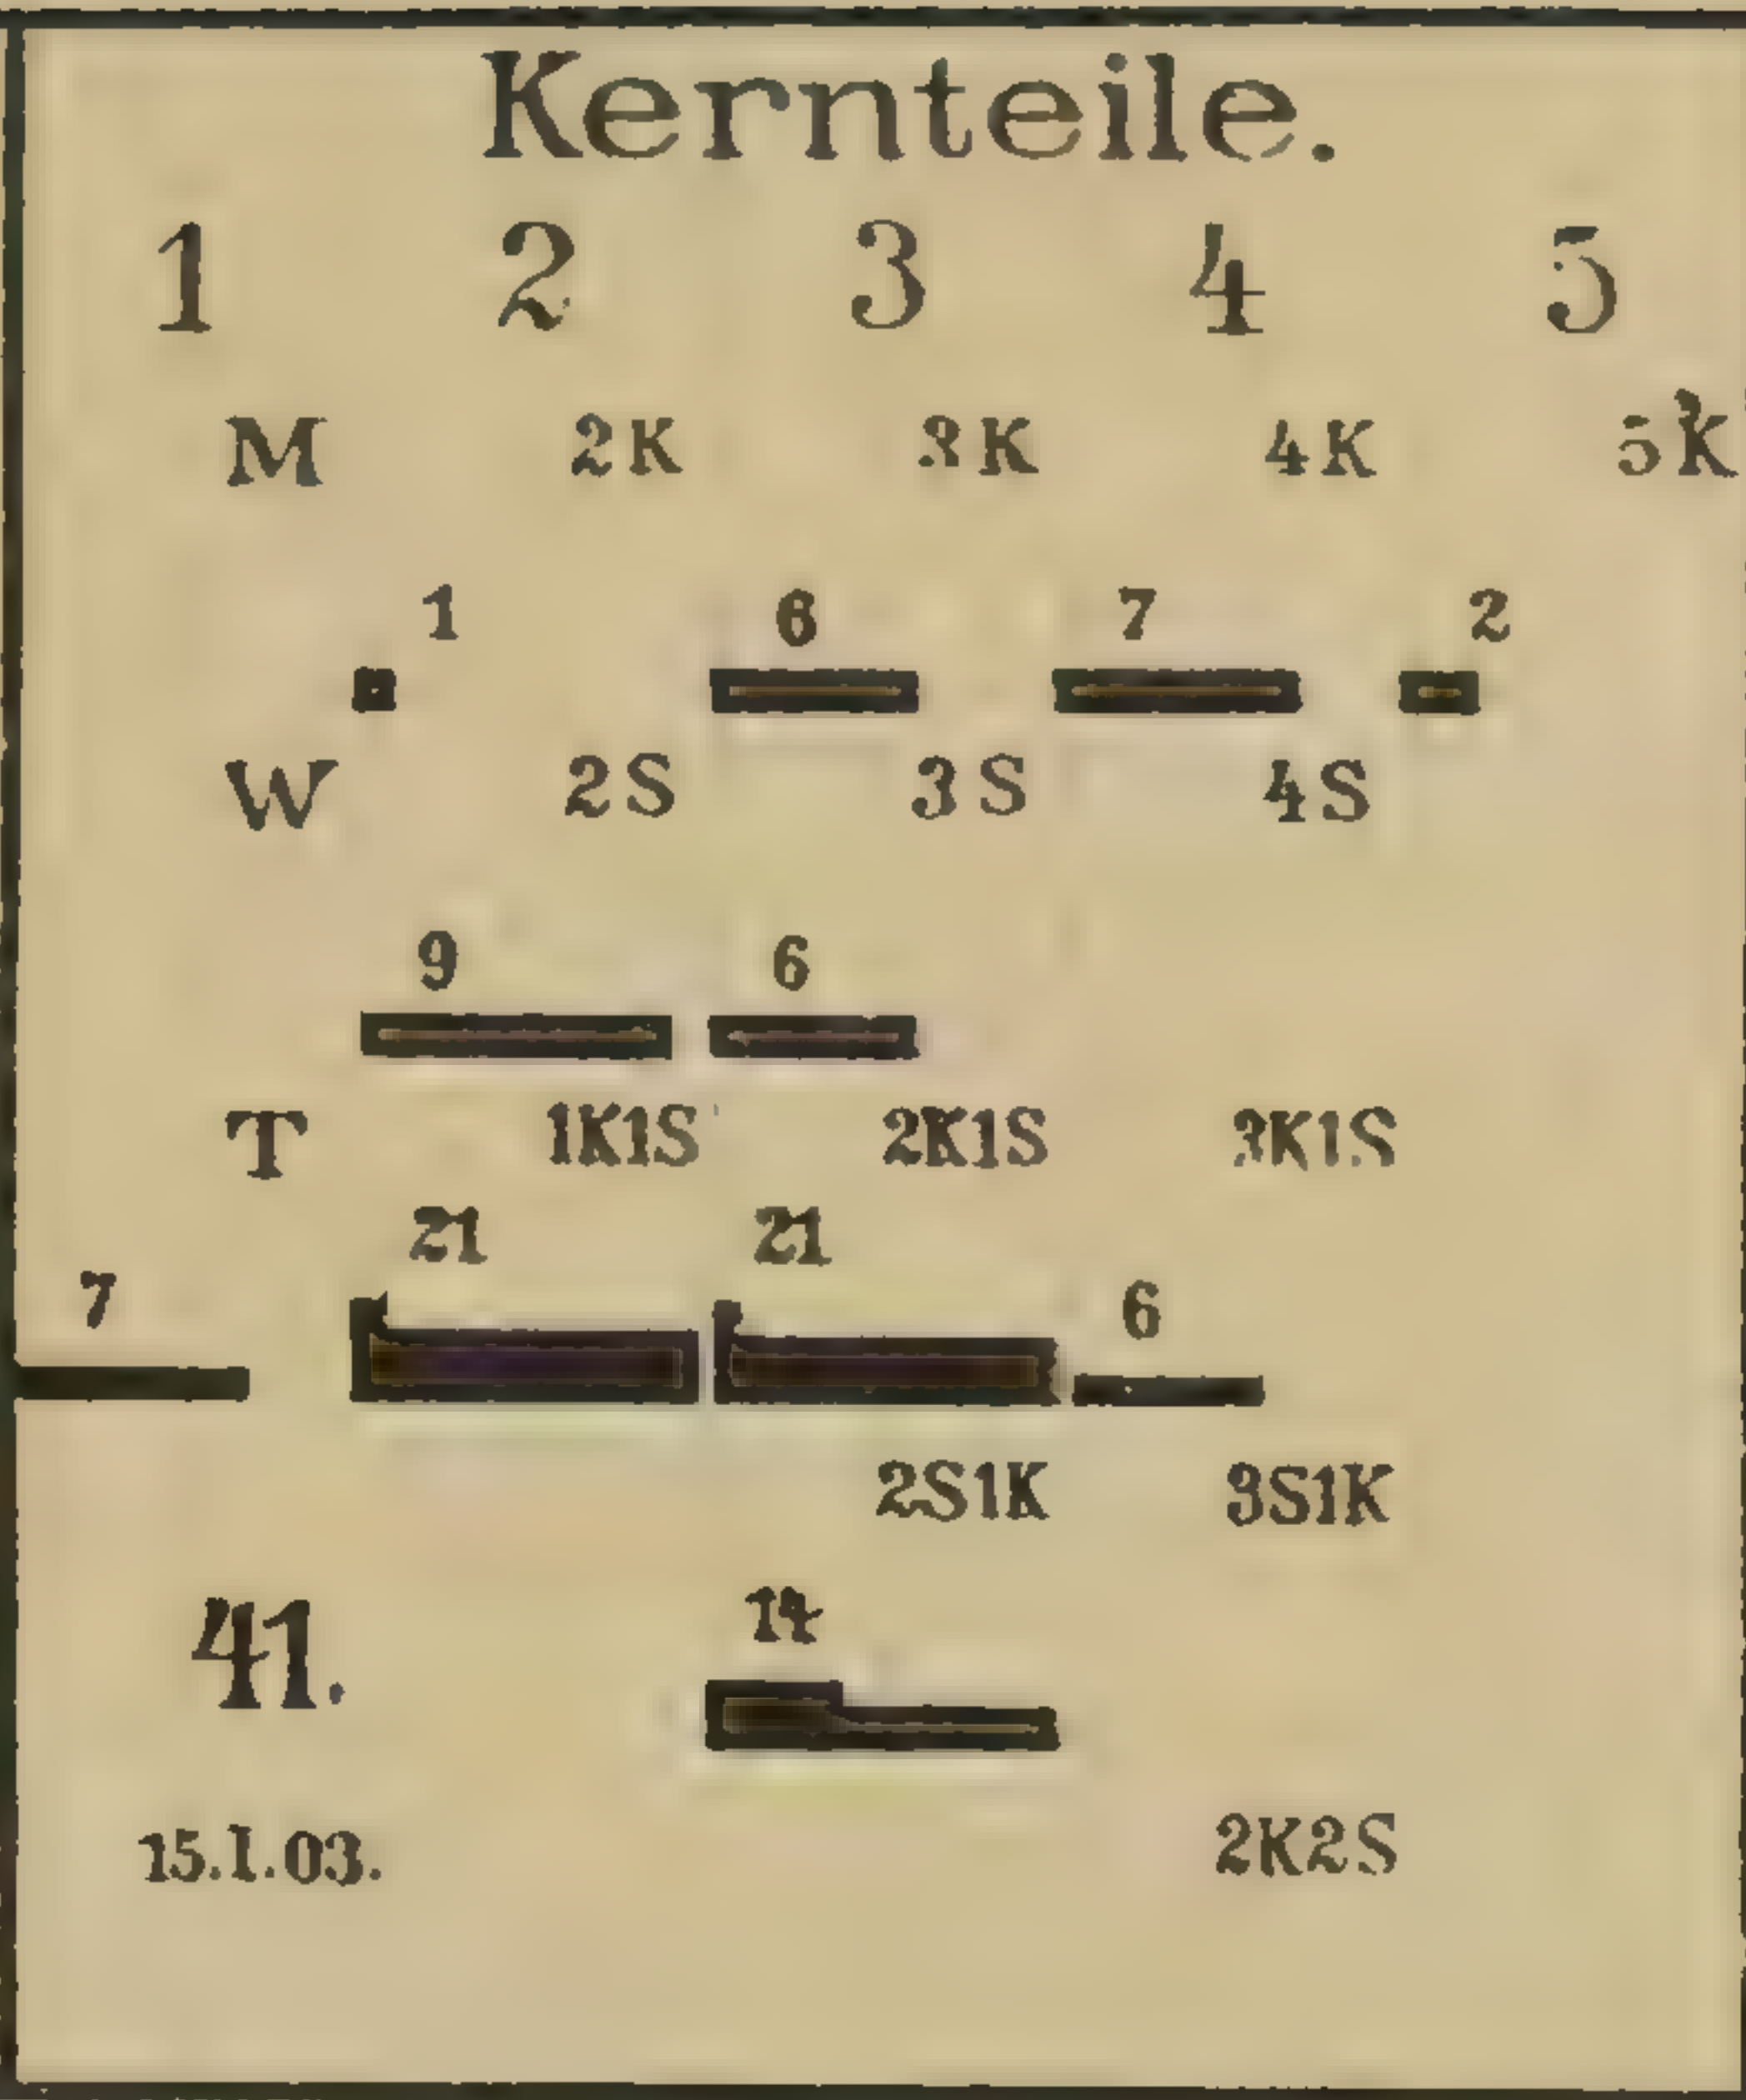 Kernteile.
1 2 3 4 5
M 2K 3K 4K 5K
1 6 7 2
W 2S 3S 4S
9 6
T 1K1S 2K1S 3K1S
21 21
7 6
2S1K 3S1K
41. 14
15.1.03. 2K2S